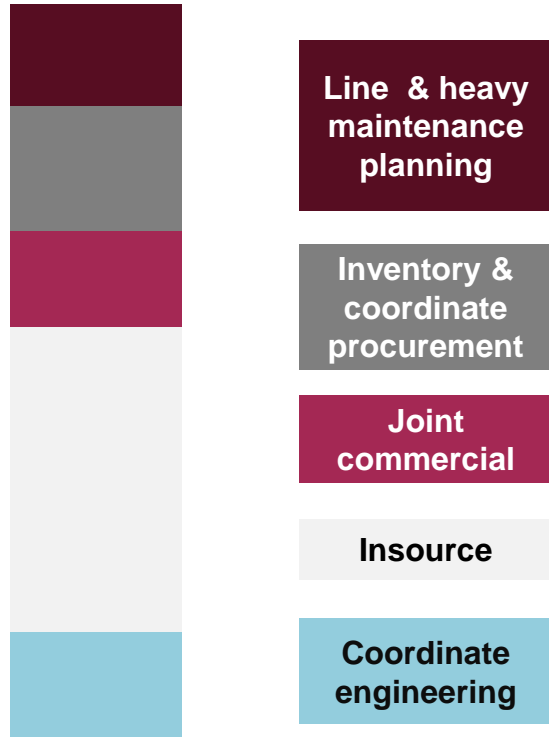 Line & heavy
maintenance
planning
Inventory &
coordinate
procurement
Joint
commercial
Insource
Coordinate
engineering